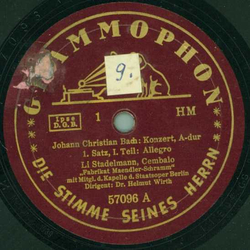 GRAMMOPHON
9.
Ipse
D.G.B.
1
HM
Johann Christian Bach: Konzert, A-dur
1. Satz, 1. Teil: Allegro
Li Stadelmann, Cembalo
„Fabrikat Maendler-Schramm"
mit Mitgl. d. Kapelle d. Staatsoper Berlin
Dirigent: Dr. Helmut Wirth
57096 A
DIE STIMME SEINES HERRN